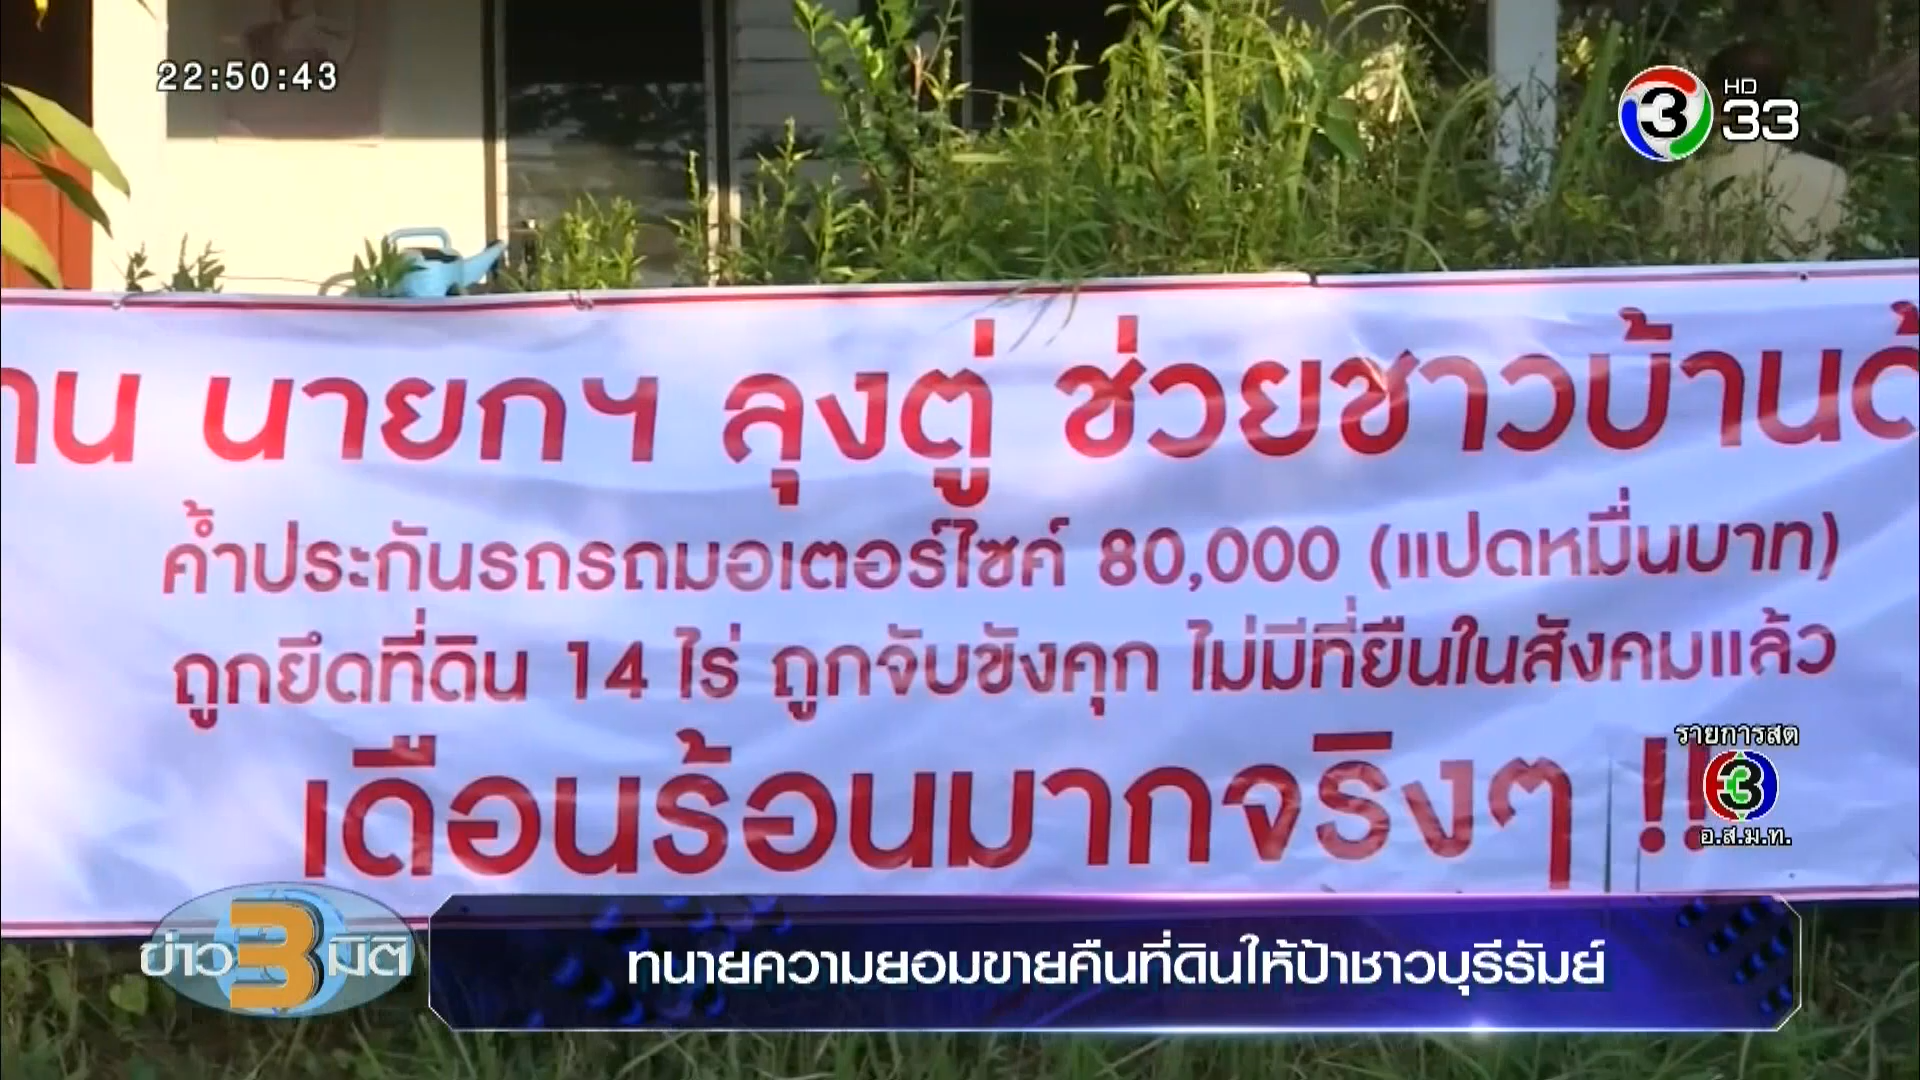 22:50:43
3 HD 33
นายกฯ ลุงตู่ ช่วยชาวบ้าน
ค้ำประกันรถรถมอเตอร์ไซค์ 80,000 (แปดหมื่นบาท)
ถูกยึดที่ดิน 14 ไร่ ถูกจับขังคุก ไม่มีที่ยืนในสังคมแล้ว
เดือนร้อนมากจริงๆ !!
รายการสด
3
อ.ส.ม.ท.
ข่าว 3 มิติ
ทนายความยอมขายคืนที่ดินให้ป้าชาวบุรีรัมย์